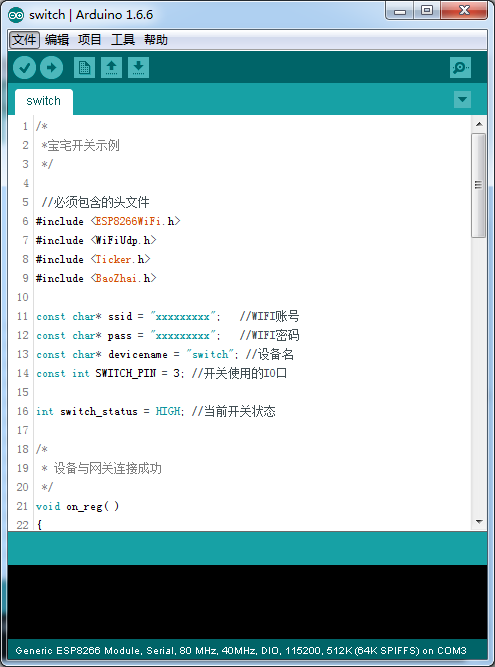 switch | Arduino 1.6.6
文件 编辑 项目 工具 帮助
switch
1 /*
2 *宝宅开关示例
3 */
4
5 //必须包含的头文件
6 #include <ESP8266WiFi.h>
7 #include <WiFiUdp.h>
8 #include <Ticker.h>
9 #include <BaoZhai.h>
10
11 const char* ssid = "xxxxxxxxx"; //WIFI账号
12 const char* pass = "xxxxxxxxx"; //WIFI密码
13 const char* devicename = "switch"; //设备名
14 const int SWITCH_PIN = 3; //开关使用的IO口
15
16 int switch_status = HIGH; //当前开关状态
17
18 /*
19 * 设备与网关连接成功
20 */
21 void on_reg( )
22 {
Generic ESP8266 Module, Serial, 80 MHz, 40MHz, DIO, 115200, 512K (64K SPIFFS) on COM3